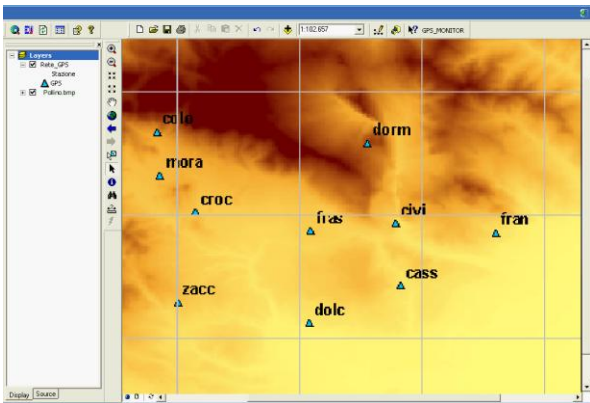 1:182.657
GPS_MONITOR
Layers
Rete_GPS
Stazione
GPS
Pollino.bmp
colo
dorm
mora
croc
fras
civi
fran
cass
zacc
dolc
Display Source